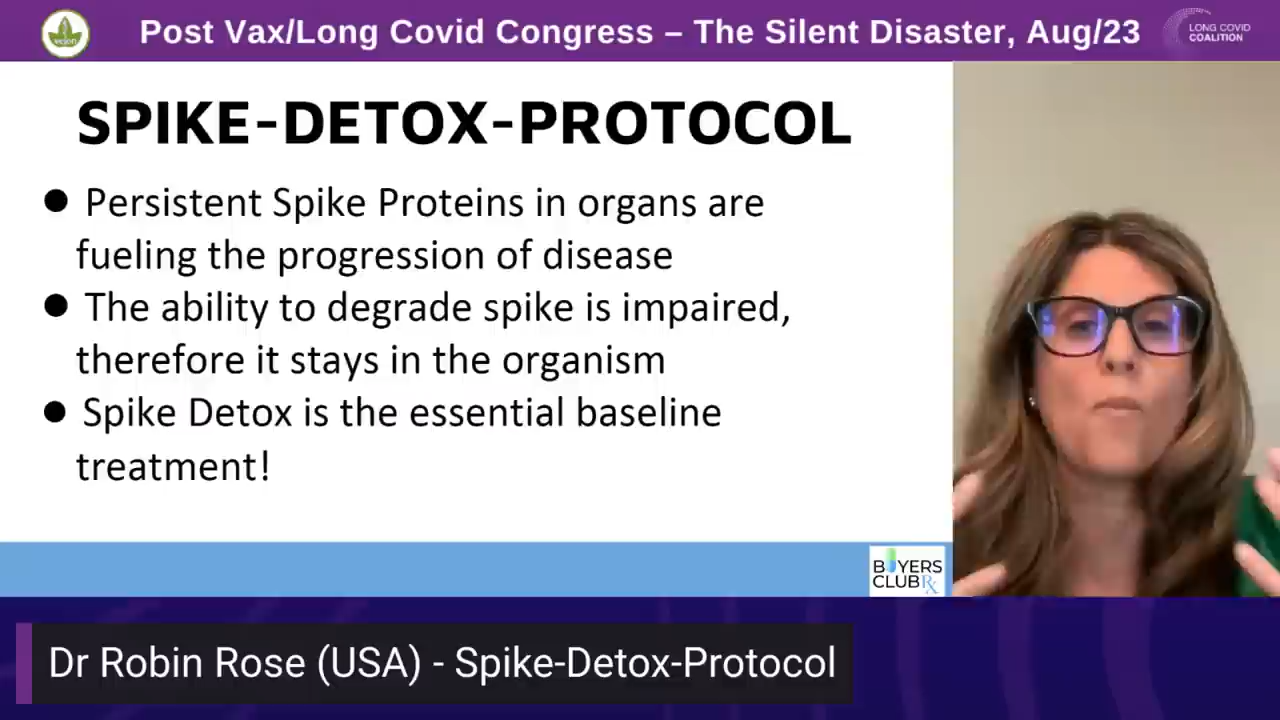 Post Vax/Long Covid Congress – The Silent Disaster, Aug/23
LONG COVID
COALITION
SPIKE-DETOX-PROTOCOL
● Persistent Spike Proteins in organs are
fueling the progression of disease
● The ability to degrade spike is impaired,
therefore it stays in the organism
● Spike Detox is the essential baseline
treatment!
BUYERS
CLUB Rx
Dr Robin Rose (USA) - Spike-Detox-Protocol